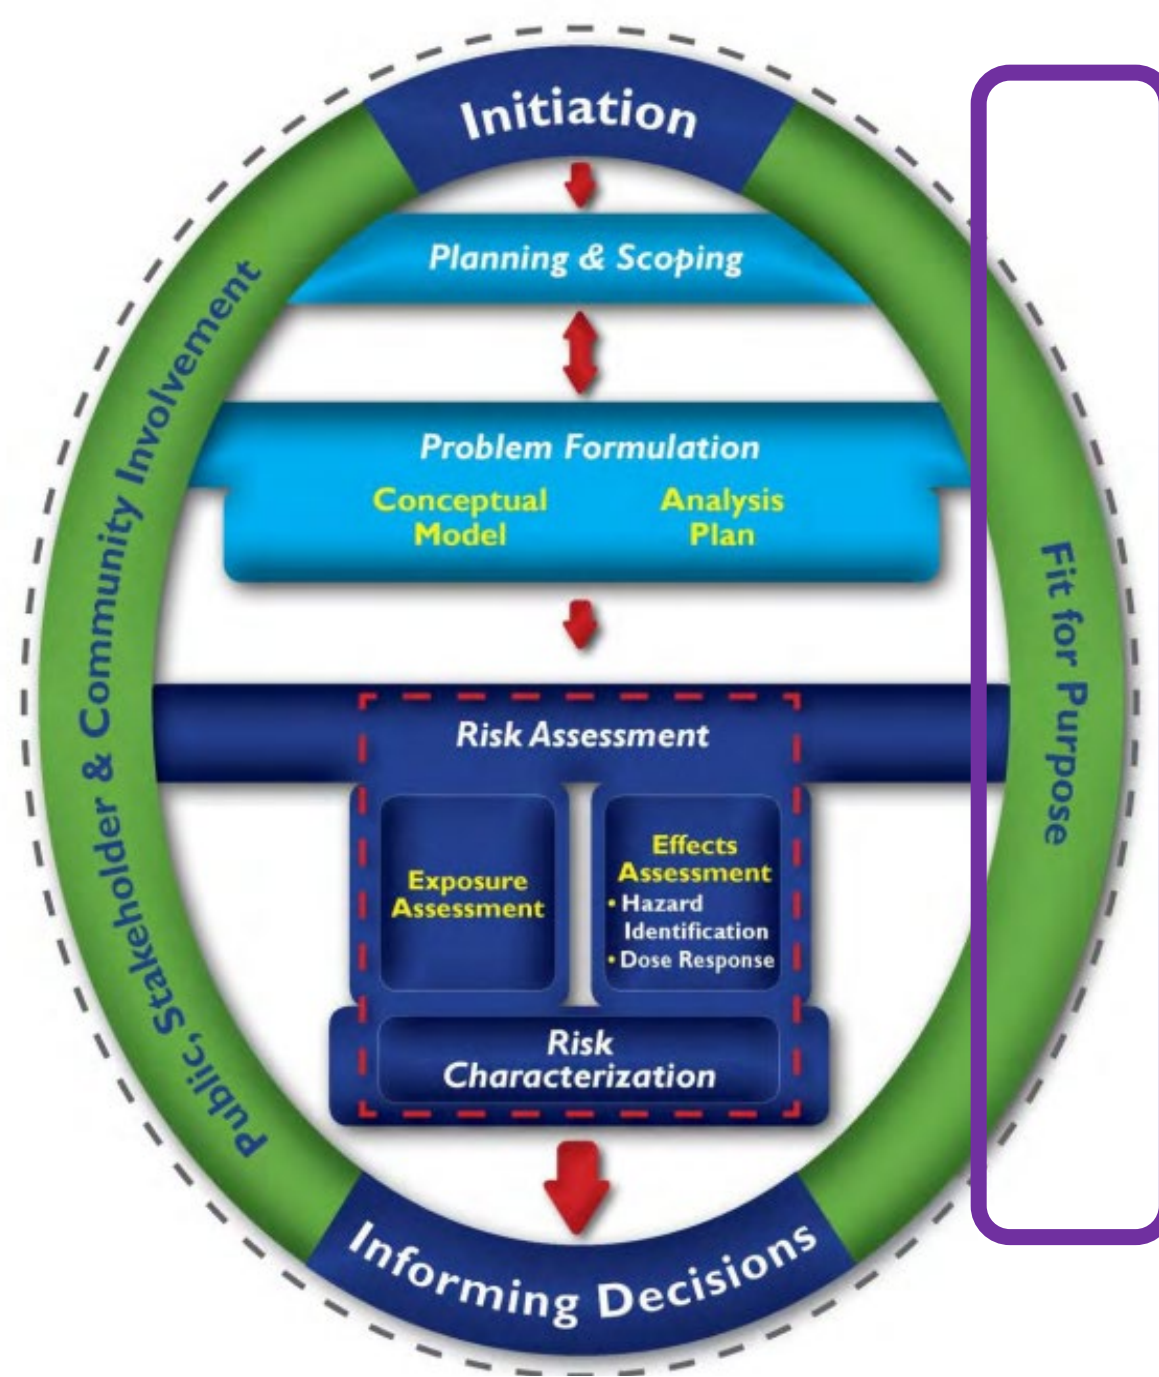 Initiation
Planning & Scoping
Public, Stakeholder & Community Involvement
Problem Formulation
Conceptual
Model
Analysis
Plan
Fit for Purpose
Risk Assessment
Exposure
Assessment
Effects
Assessment
• Hazard
Identification
• Dose Response
Risk
Characterization
Informing Decisions